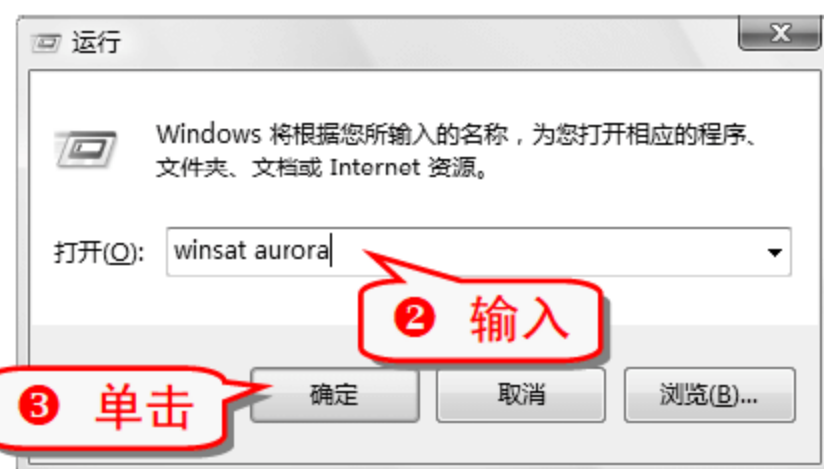 运行
Windows 将根据您所输入的名称，为您打开相应的程序、
文件夹、文档或 Internet 资源。
打开(O): winsat aurora
❷ 输入
❸ 单击
确定 取消 浏览(B)...